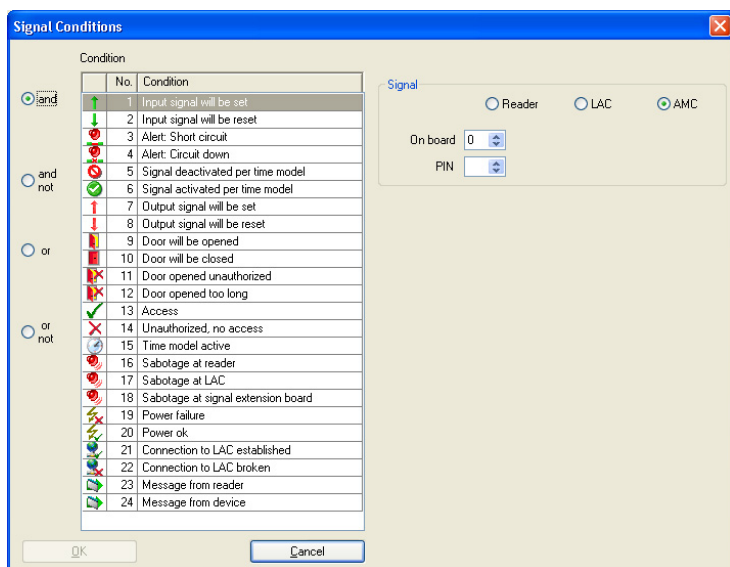 Signal Conditions
Condition
No. Condition
and
and not
or
or not
1 Input signal will be set
2 Input signal will be reset
3 Alert: Short circuit
4 Alert: Circuit down
5 Signal deactivated per time model
6 Signal activated per time model
7 Output signal will be set
8 Output signal will be reset
9 Door will be opened
10 Door will be closed
11 Door opened unauthorized
12 Door opened too long
13 Access
14 Unauthorized, no access
15 Time model active
16 Sabotage at reader
17 Sabotage at LAC
18 Sabotage at signal extension board
19 Power failure
20 Power ok
21 Connection to LAC established
22 Connection to LAC broken
23 Message from reader
24 Message from device
Signal
Reader LAC AMC
On board 0
PIN
OK Cancel